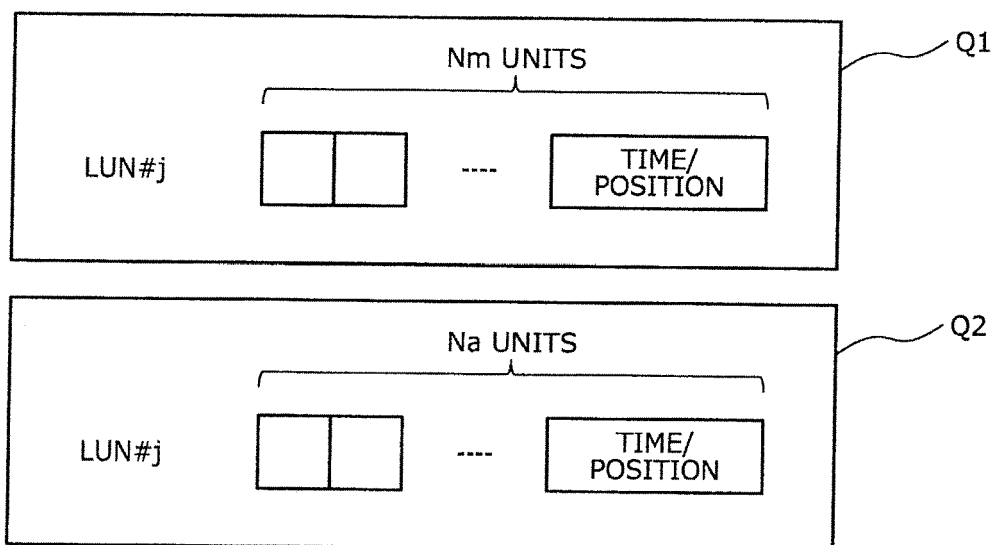 Nm UNITS
Q1
LUN#j
----
TIME/
POSITION
Na UNITS
Q2
LUN#j
----
TIME/
POSITION